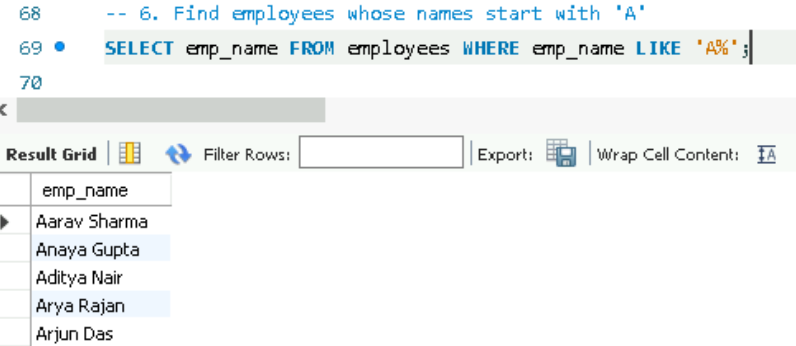 68 -- 6. Find employees whose names start with 'A'
69 SELECT emp_name FROM employees WHERE emp_name LIKE 'A%';
70
Result Grid Filter Rows: Export: Wrap Cell Content: IA
emp_name
Aarav Sharma
Anaya Gupta
Aditya Nair
Arya Rajan
Arjun Das